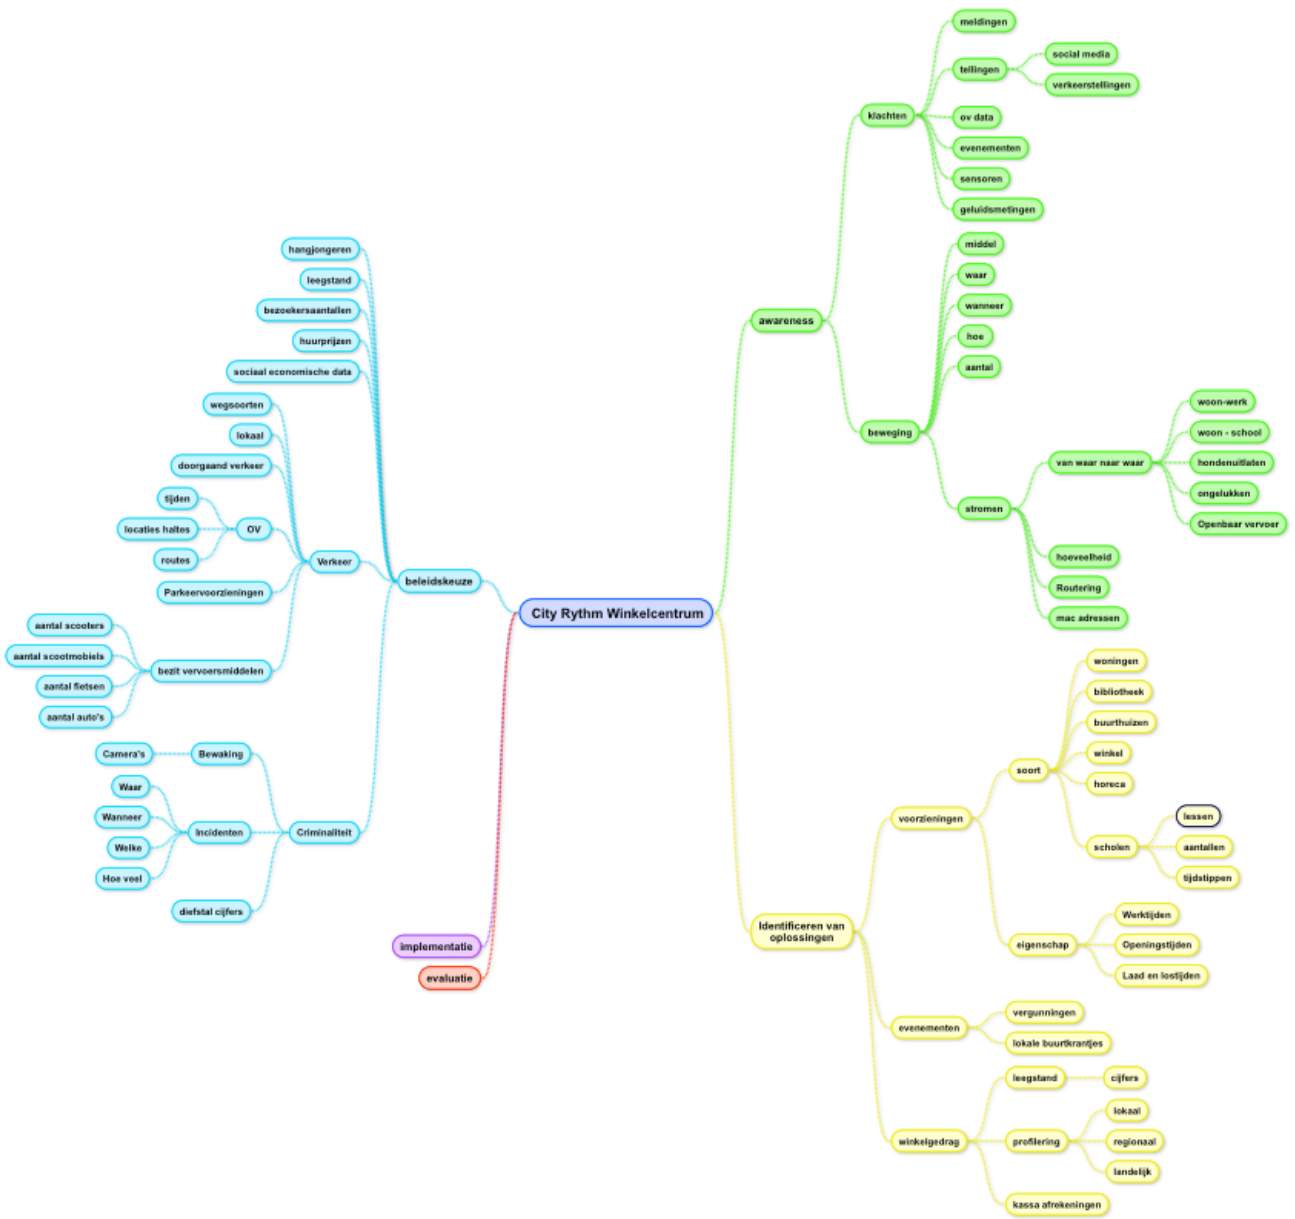 City Rythm Winkelcentrum
awareness
klachten
meldingen
tellingen
social media
verkeerstellingen
ov data
evenementen
sensoren
geluidsmetingen
beweging
middel
waar
wanneer
hoe
aantal
stromen
van waar naar waar
woon-werk
woon - school
hondenuitlaten
ongelukken
Openbaar vervoer
hoeveelheid
Routering
mac adressen
Identificeren van
oplossingen
voorzieningen
soort
woningen
bibliotheek
buurthuizen
winkel
horeca
scholen
lessen
aantallen
tijdstippen
eigenschap
Werktijden
Openingstijden
Laad en lostijden
evenementen
vergunningen
lokale buurtkrantjes
winkelgedrag
leegstand
cijfers
profilering
lokaal
regionaal
landelijk
kassa afrekeningen
beleidskeuze
hangjongeren
leegstand
bezoekersaantallen
huurprijzen
sociaal economische data
Verkeer
wegsoorten
lokaal
doorgaand verkeer
OV
tijden
locaties haltes
routes
Parkeervoorzieningen
bezit vervoersmiddelen
aantal scooters
aantal scootmobiels
aantal fietsen
aantal auto's
Criminaliteit
Bewaking
Camera's
Incidenten
Waar
Wanneer
Welke
Hoe veel
diefstal cijfers
implementatie
evaluatie